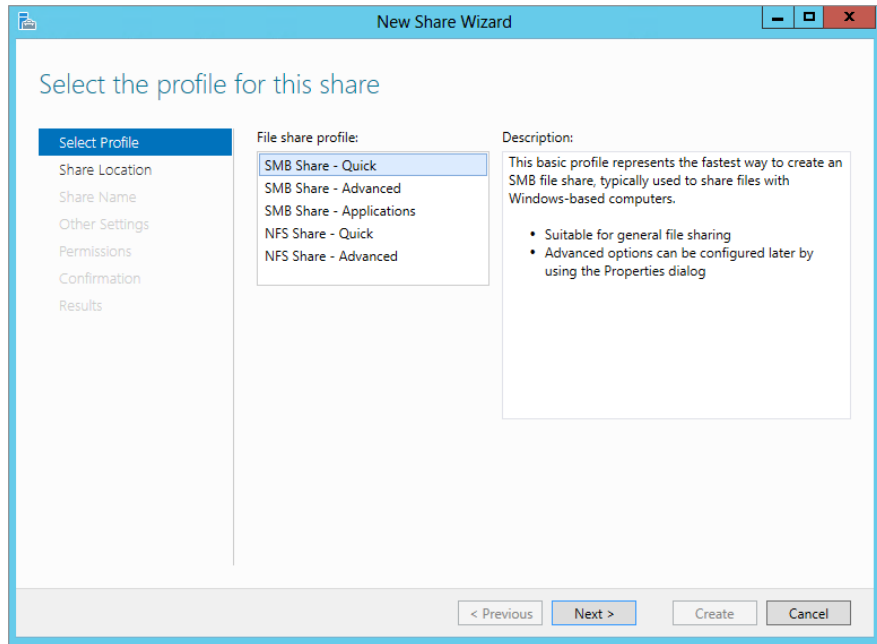 New Share Wizard
Select the profile for this share
Select Profile
Share Location
Share Name
Other Settings
Permissions
Confirmation
Results
File share profile:
SMB Share - Quick
SMB Share - Advanced
SMB Share - Applications
NFS Share - Quick
NFS Share - Advanced
Description:
This basic profile represents the fastest way to create an
SMB file share, typically used to share files with
Windows-based computers.
• Suitable for general file sharing
• Advanced options can be configured later by
using the Properties dialog
< Previous
Next >
Create
Cancel